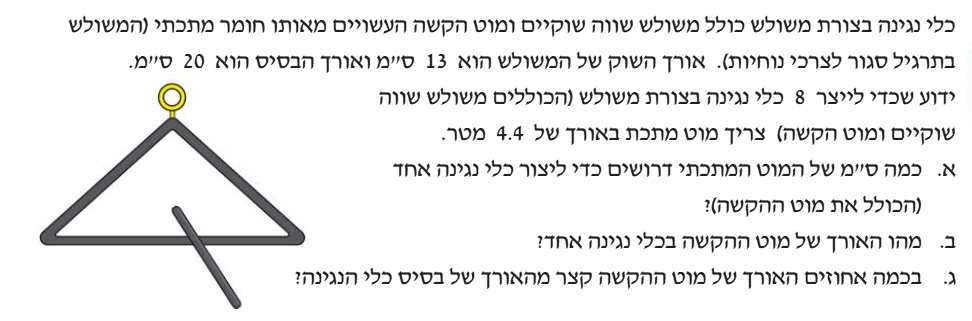 כלי נגינה בצורת משולש כולל משולש שווה שוקיים ומוט הקשה העשויים מאותו חומר מתכתי (המשולש
בתרגיל סגור לצרכי נוחיות). אורך השוק של המשולש הוא 13 ס״מ ואורך הבסיס הוא 20 ס״מ.
ידוע שכדי לייצר 8 כלי נגינה בצורת משולש (הכוללים משולש שווה
שוקיים ומוט הקשה) צריך מוט מתכת באורך של 4.4 מטר.
א. כמה ס״מ של המוט המתכתי דרושים כדי ליצור כלי נגינה אחד
(הכולל את מוט ההקשה)?
ב. מהו האורך של מוט ההקשה בכלי נגינה אחד?
ג. בכמה אחוזים האורך של מוט ההקשה קצר מהאורך של בסיס כלי הנגינה?